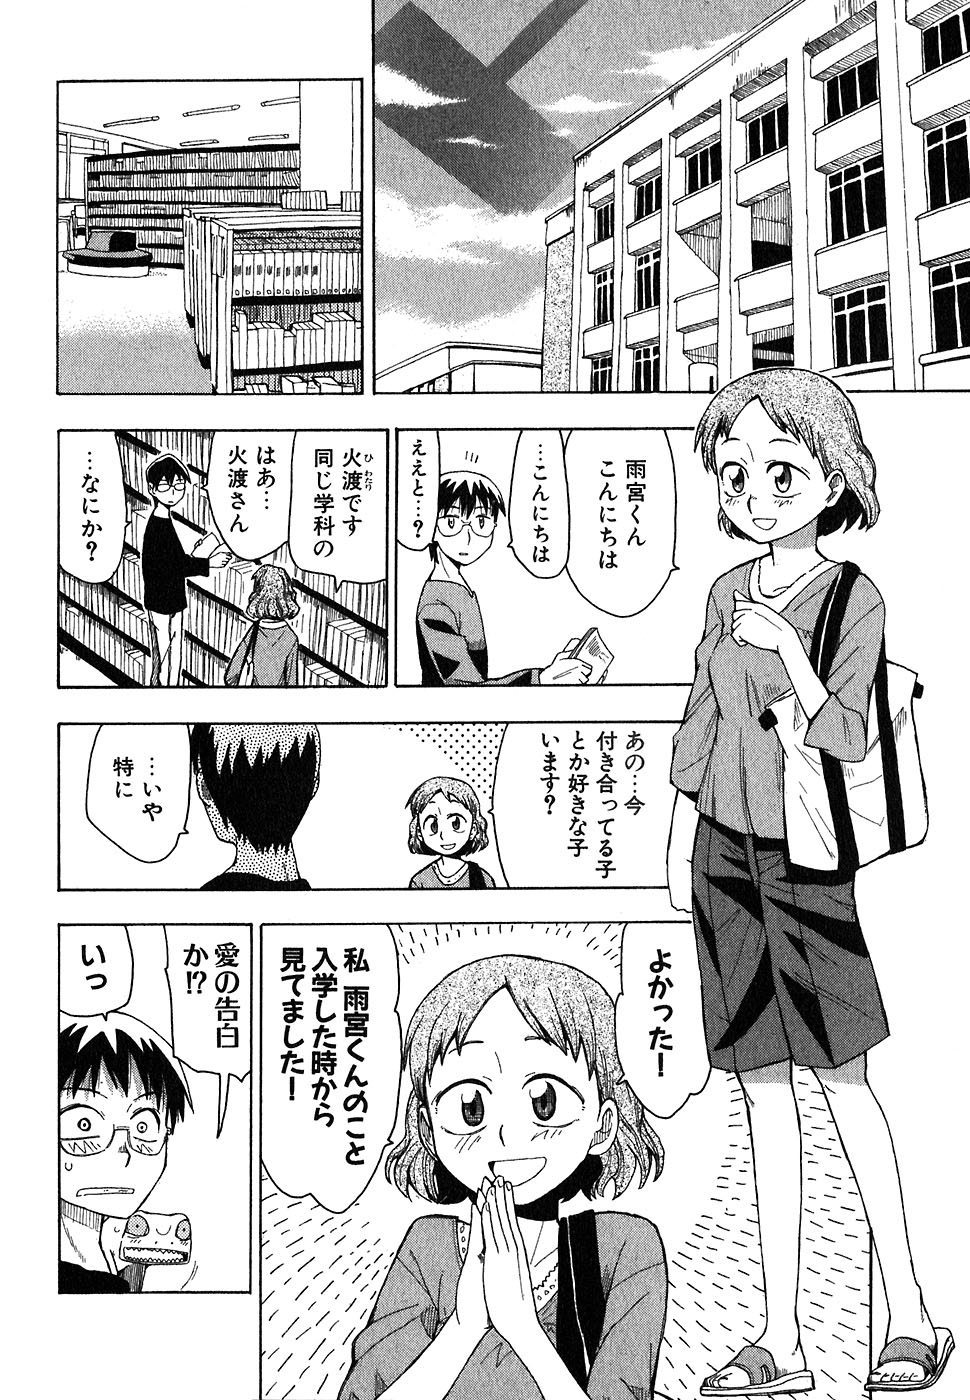 雨宮くん
こんにちは
…こんにちは
ええと…?
火渡です
ひわたり
同じ学科の
はあ…
火渡さん
…なにか?
あの…今
付き合ってる子
とか好きな子
います?
…いや
特に
よかった!
私 雨宮くんのこと
入学した時から
見てました!
愛の告白
か!?
いっ